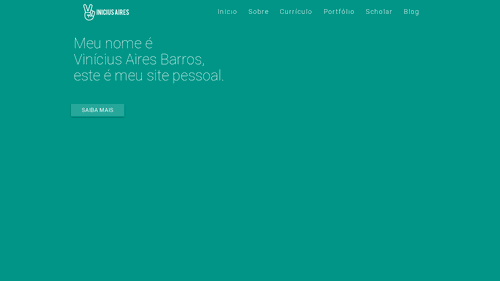 INICIUS AIRES
Início Sobre Currículo Portfólio Scholar Blog
Meu nome é
Vinícius Aires Barros,
este é meu site pessoal.
SAIBA MAIS